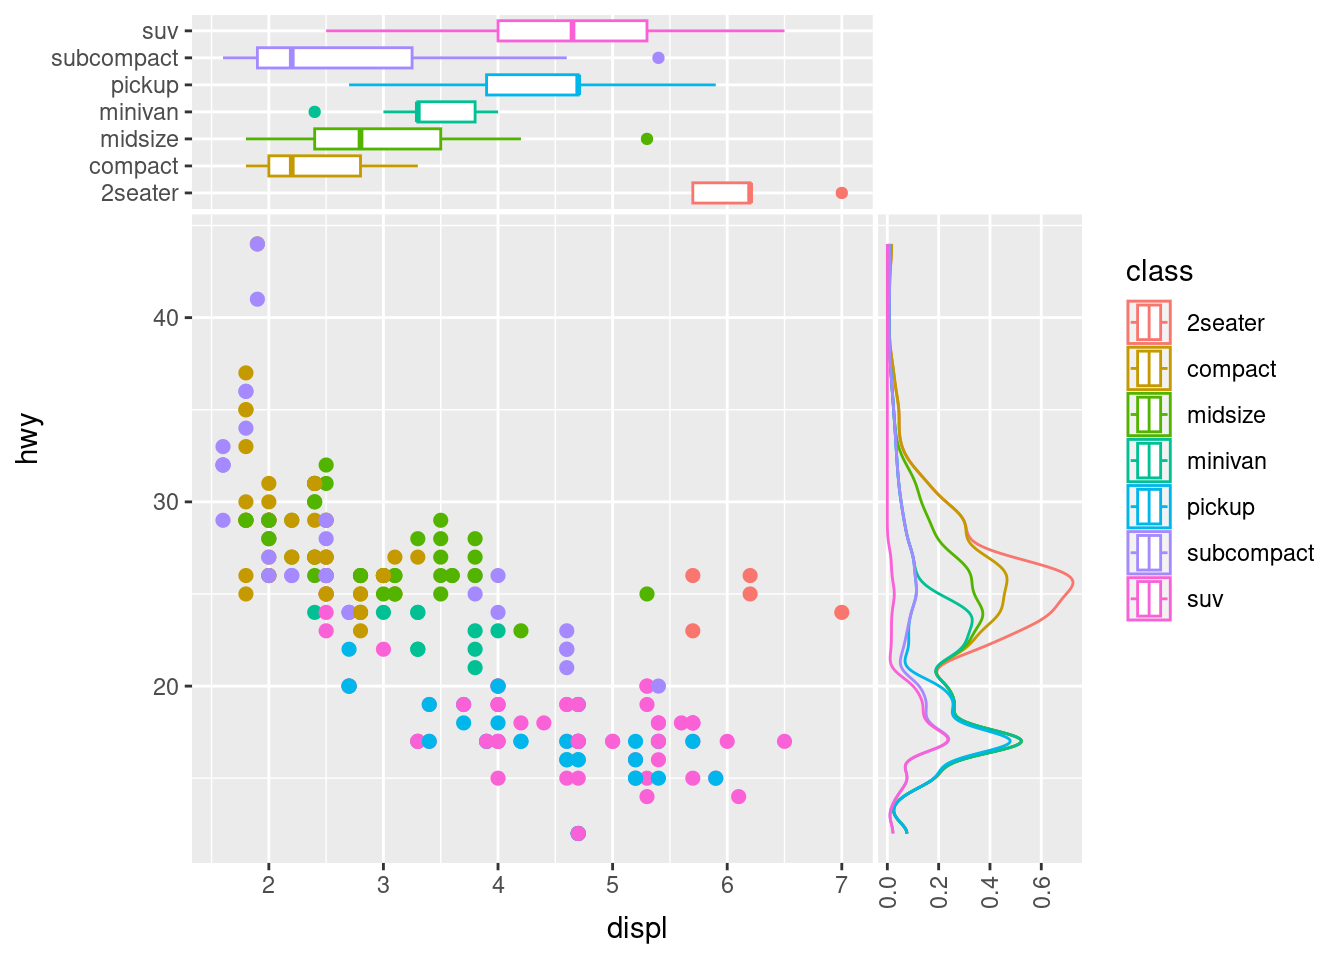 suv
subcompact
pickup
minivan
midsize
compact
2seater
40
30
20
hwy
2 3 4 5 6 7
displ
0.0 0.2 0.4 0.6
class
2seater
compact
midsize
minivan
pickup
subcompact
suv